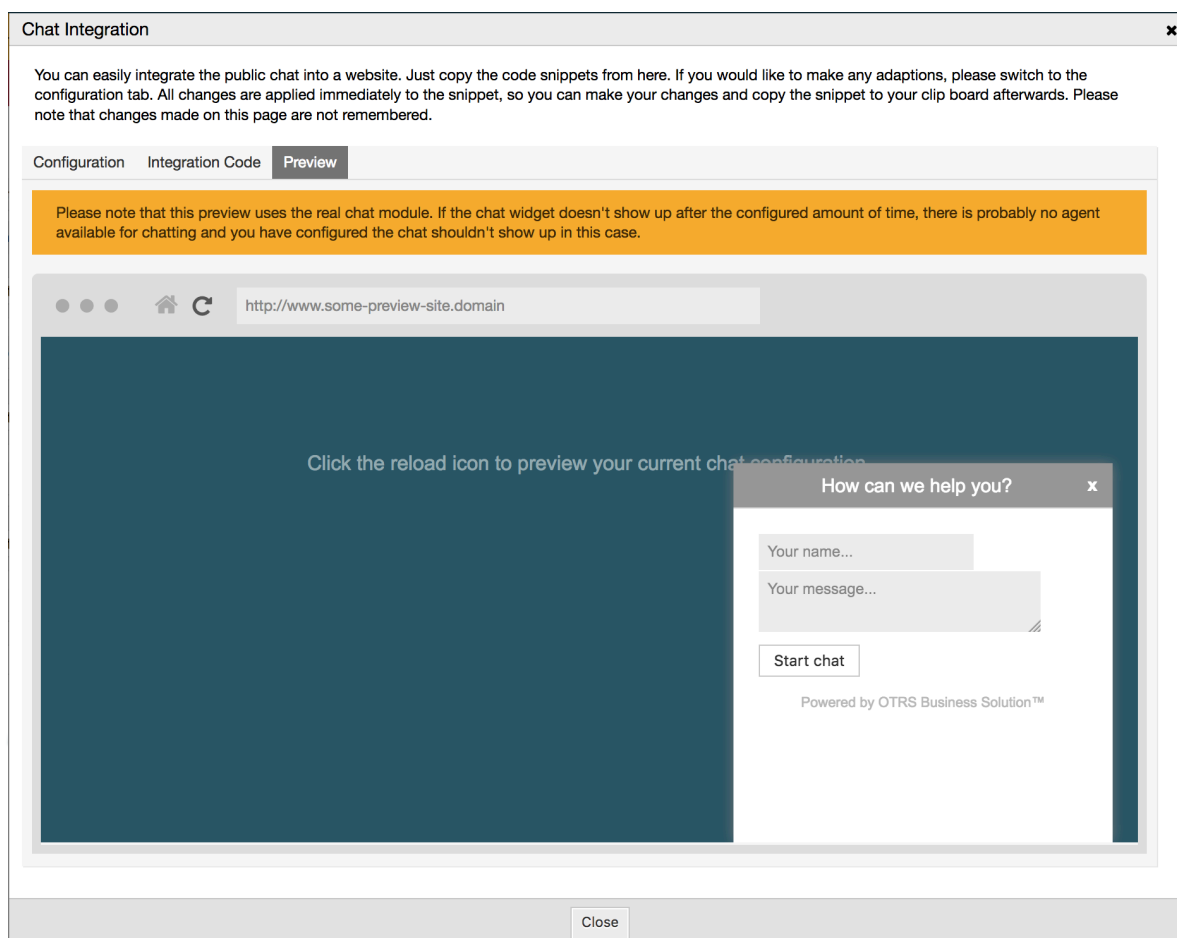 Chat Integration
You can easily integrate the public chat into a website. Just copy the code snippets from here. If you would like to make any adaptions, please switch to the
configuration tab. All changes are applied immediately to the snippet, so you can make your changes and copy the snippet to your clip board afterwards. Please
note that changes made on this page are not remembered.
Configuration Integration Code Preview
Please note that this preview uses the real chat module. If the chat widget doesn't show up after the configured amount of time, there is probably no agent
available for chatting and you have configured the chat shouldn't show up in this case.
http://www.some-preview-site.domain
Click the reload icon to preview your current chat configuration
How can we help you? x
Your name...
Your message...
Start chat
Powered by OTRS Business Solution™
Close